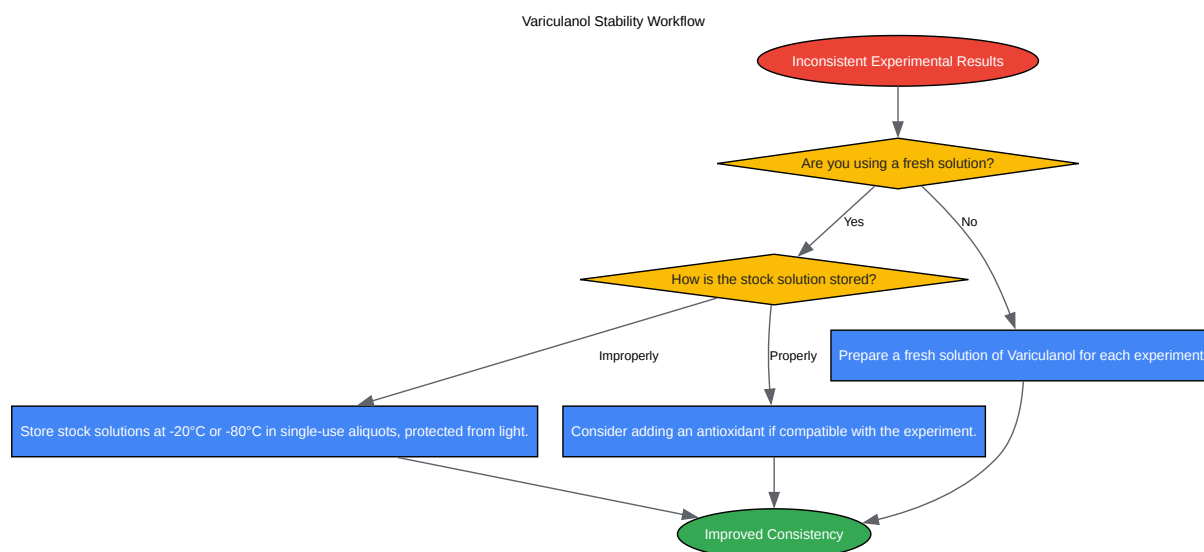 Variculanol Stability Workflow
Inconsistent Experimental Results
Are you using a fresh solution?
Yes
No
How is the stock solution stored?
Improperly
Properly
Prepare a fresh solution of Variculanol for each experiment
Store stock solutions at -20°C or -80°C in single-use aliquots, protected from light.
Consider adding an antioxidant if compatible with the experiment.
Improved Consistency